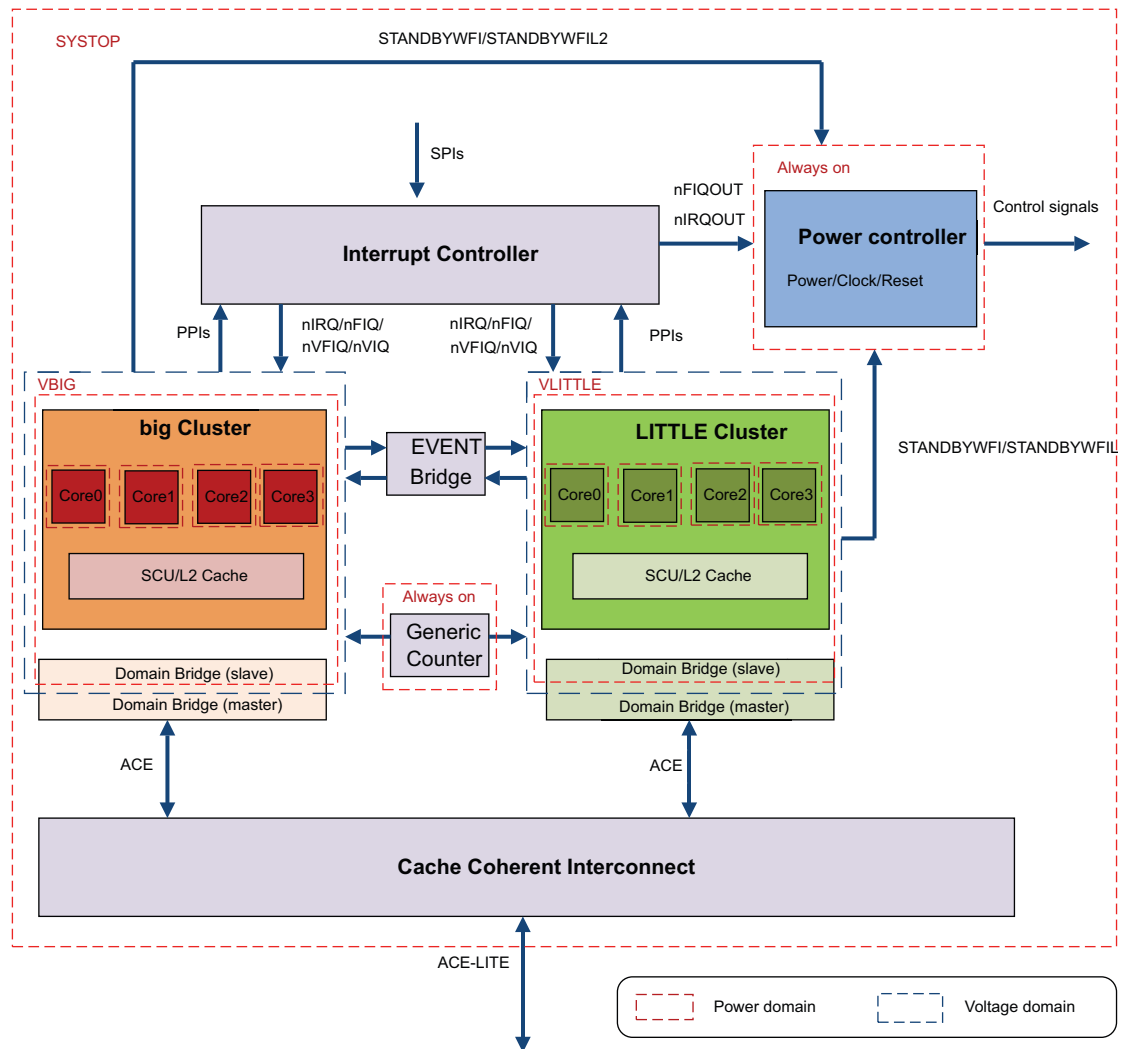 SYSTOP
STANDBYWFI/STANDBYWFIL2
SPIs
Always on
nFIQOUT
nIRQOUT
Control signals
Power controller
Power/Clock/Reset
Interrupt Controller
PPIs
nIRQ/nFIQ/
nVFIQ/nVIQ
nIRQ/nFIQ/
nVFIQ/nVIQ
PPIs
VBIG
VLITTLE
big Cluster
LITTLE Cluster
EVENT
Bridge
STANDBYWFI/STANDBYWFIL
Core0
Core1
Core2
Core3
Core0
Core1
Core2
Core3
SCU/L2 Cache
SCU/L2 Cache
Always on
Generic
Counter
Domain Bridge (slave)
Domain Bridge (master)
Domain Bridge (slave)
Domain Bridge (master)
ACE
ACE
Cache Coherent Interconnect
ACE-LITE
Power domain
Voltage domain